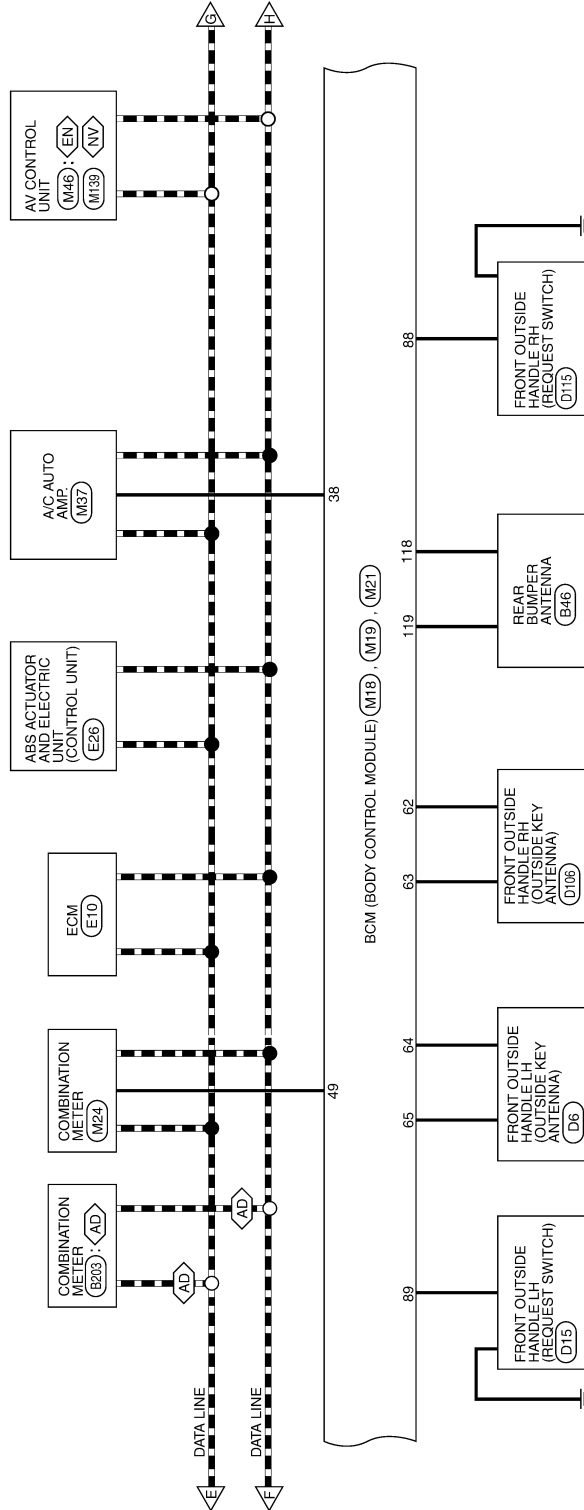 COMBINATION
METER
B203 : AD
COMBINATION
METER
M24
ECM
E10
ABS ACTUATOR
AND ELECTRIC
UNIT
(CONTROL UNIT)
E26
A/C AUTO
AMP.
M37
AV CONTROL
UNIT
M46 : EN
M139 NV
AD
AD
E
DATA LINE
G
F
DATA LINE
H
49
38
BCM (BODY CONTROL MODULE) M18 , M19 , M21
89
65
64
63
62
119
118
88
FRONT OUTSIDE
HANDLE LH
(REQUEST SWITCH)
D15
FRONT OUTSIDE
HANDLE LH
(OUTSIDE KEY
ANTENNA)
D6
FRONT OUTSIDE
HANDLE RH
(OUTSIDE KEY
ANTENNA)
D106
REAR
BUMPER
ANTENNA
B46
FRONT OUTSIDE
HANDLE RH
(REQUEST SWITCH)
D115